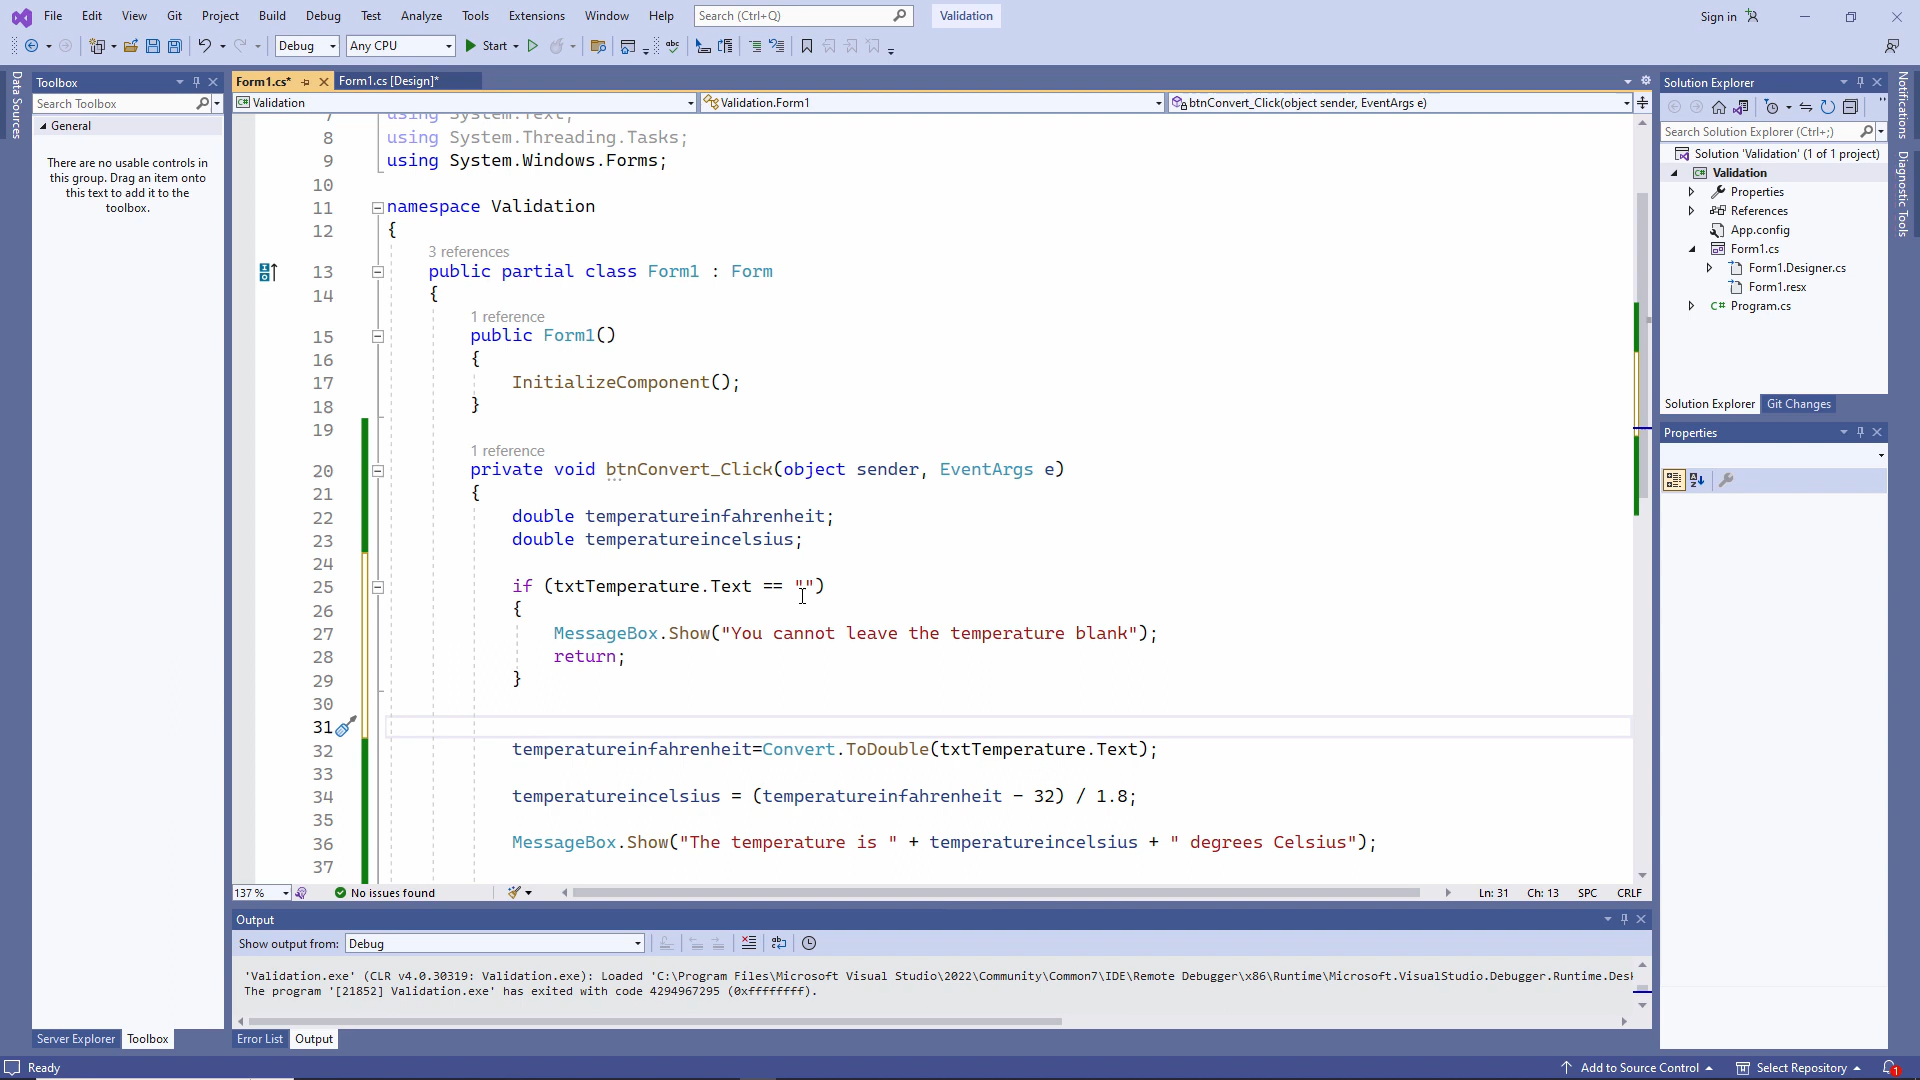 File Edit View Git Project Build Debug Test Analyze Tools Extensions Window Help Search (Ctrl+Q) Validation Sign in
Debug Any CPU Start
Data Sources
Toolbox
Search Toolbox
General
There are no usable controls in
this group. Drag an item onto
this text to add it to the
toolbox.
Server Explorer Toolbox
Form1.cs* Form1.cs [Design]*
Validation Validation.Form1 btnConvert_Click(object sender, EventArgs e)
7 using System.Text;
8 using System.Threading.Tasks;
9 using System.Windows.Forms;
10
11 namespace Validation
12 {
3 references
13 public partial class Form1 : Form
14 {
1 reference
15 public Form1()
16 {
17 InitializeComponent();
18 }
19
1 reference
20 private void btnConvert_Click(object sender, EventArgs e)
21 {
22 double temperatureinfahrenheit;
23 double temperatureincelsius;
24
25 if (txtTemperature.Text == "")
26 {
27 MessageBox.Show("You cannot leave the temperature blank");
28 return;
29 }
30
31
32 temperatureinfahrenheit=Convert.ToDouble(txtTemperature.Text);
33
34 temperatureincelsius = (temperatureinfahrenheit - 32) / 1.8;
35
36 MessageBox.Show("The temperature is " + temperatureincelsius + " degrees Celsius");
37
137 % No issues found Ln: 31 Ch: 13 SPC CRLF
Output
Show output from: Debug
'Validation.exe' (CLR v4.0.30319: Validation.exe): Loaded 'C:\Program Files\Microsoft Visual Studio\2022\Community\Common7\IDE\Remote Debugger\x86\Runtime\Microsoft.VisualStudio.Debugger.Runtime.Desk
The program '[21852] Validation.exe' has exited with code 4294967295 (0xffffffff).
Error List Output
Solution Explorer
Search Solution Explorer (Ctrl+;)
Solution 'Validation' (1 of 1 project)
Validation
Properties
References
App.config
Form1.cs
Form1.Designer.cs
Form1.resx
Program.cs
Solution Explorer Git Changes
Properties
Notifications
Diagnostic Tools
Ready Add to Source Control Select Repository 1